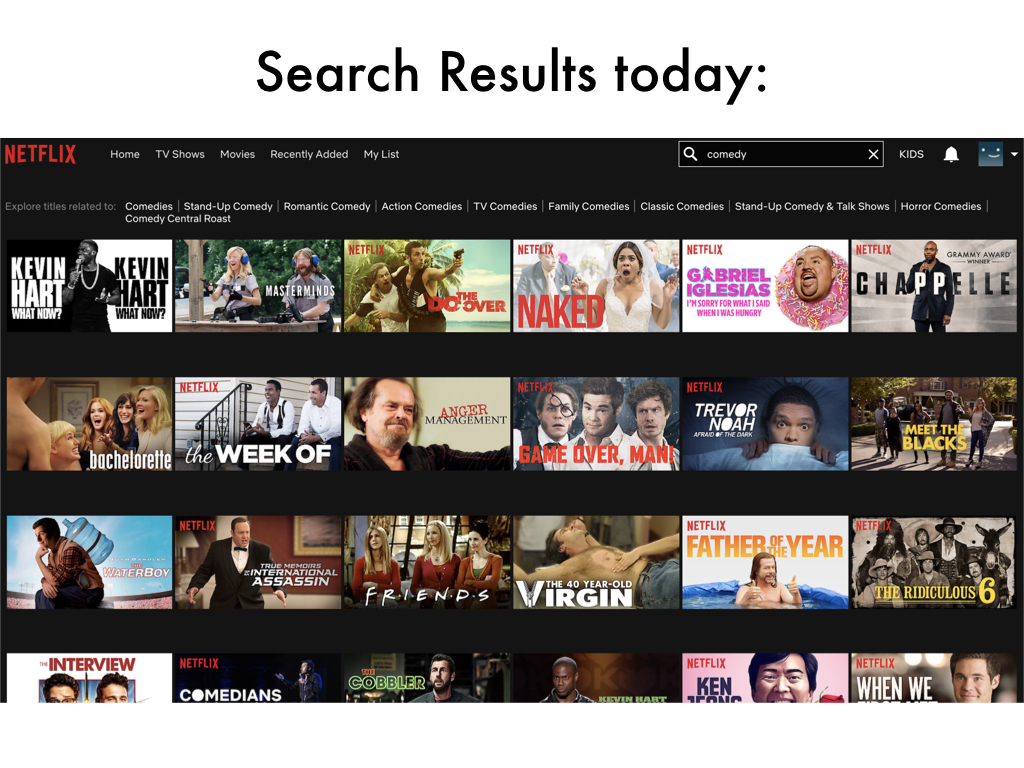 Search Results today:
NETFLIX Home TV Shows Movies Recently Added My List comedy KIDS
Explore titles related to: Comedies | Stand-Up Comedy | Romantic Comedy | Action Comedies | TV Comedies | Family Comedies | Classic Comedies | Stand-Up Comedy & Talk Shows | Horror Comedies |
Comedy Central Roast
KEVIN HART WHAT NOW?
KEVIN HART WHAT NOW?
MASTERMINDS
NETFLIX
THE DO OVER
NETFLIX
NAKED
NETFLIX
GABRIEL
IGLESIAS
I'M SORRY FOR WHAT I SAID
WHEN I WAS HUNGRY
NETFLIX
GRAMMY AWARD
WINNER
CHAPPELLE
bachelorette
NETFLIX
the WEEK OF
ANGER
MANAGEMENT
NETFLIX
GAME OVER, MAN!
NETFLIX
TREVOR
NOAH
AFRAID OF THE DARK
MEET THE
BLACKS
THE
WATERBOY
NETFLIX
TRUE MEMOIRS
OF AN INTERNATIONAL
ASSASSIN
F·R·I·E·N·D·S
THE 40 YEAR-OLD
VIRGIN
NETFLIX
FATHER OF THE YEAR
NETFLIX
THE RIDICULOUS 6
THE INTERVIEW
NETFLIX
COMEDIANS
THE
COBBLER
KEVIN HART
NETFLIX
KEN
JEONG
NETFLIX
WHEN WE
FIRST MET